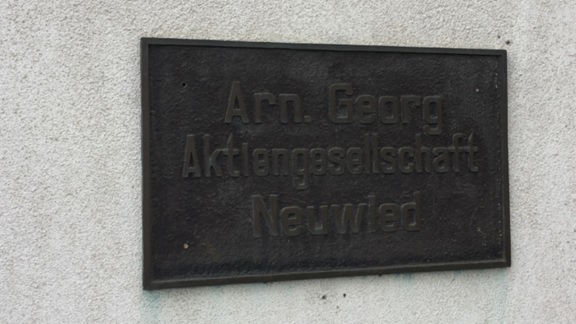 Arn. Georg
Aktiengesellschaft
Neuwied